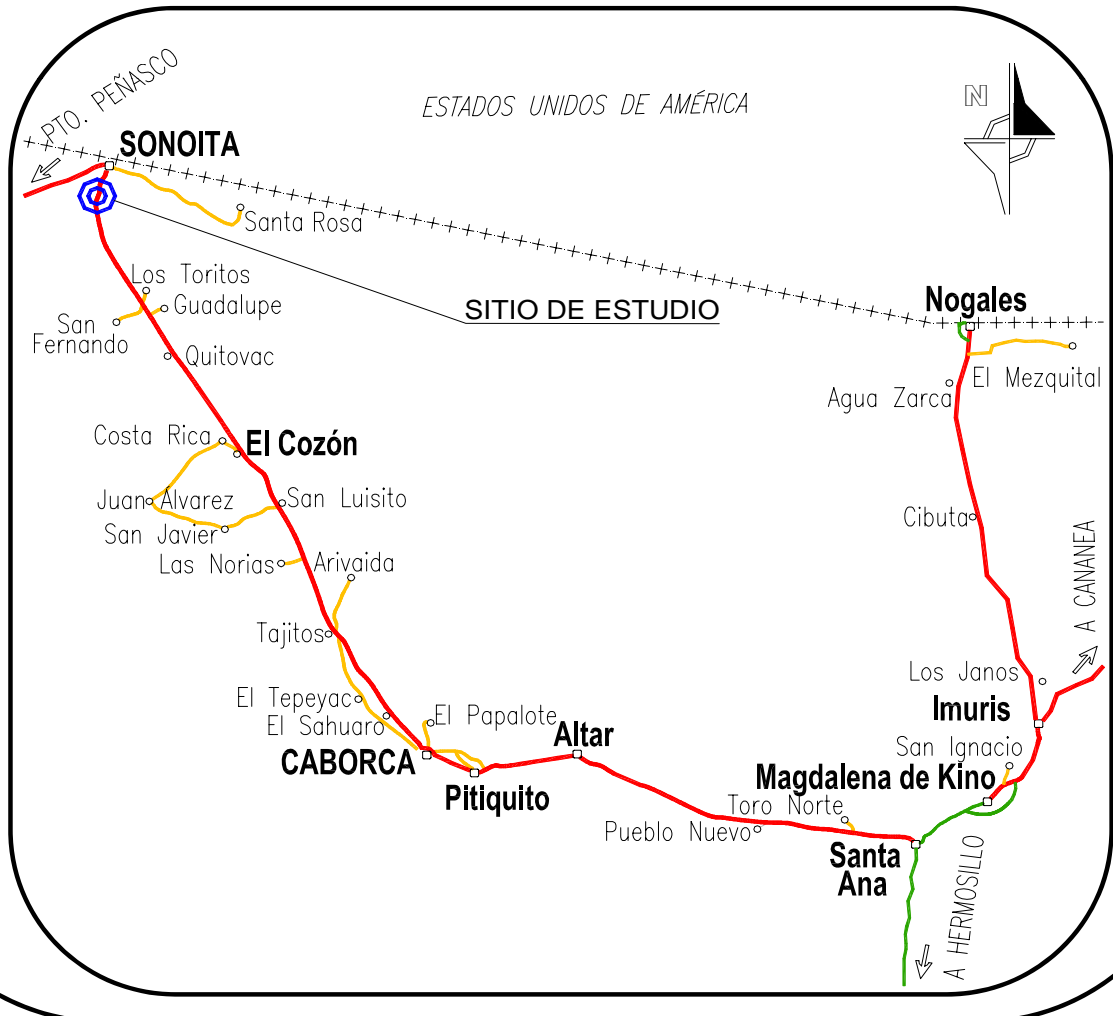 PTO. PEÑASCO
ESTADOS UNIDOS DE AMÉRICA
N
SONOITA
Santa Rosa
Los Toritos
Guadalupe
SITIO DE ESTUDIO
Nogales
San
Fernando
Quitovac
El Mezquital
Agua Zarca
Costa Rica
El Cozón
Juan Álvarez
San Luisito
San Javier
Cibuta
Las Norias
Arivaida
A CANANEA
Tajitos
Los Janos
El Tepeyac
El Sahuaro
El Papalote
Imuris
Altar
San Ignacio
CABORCA
Magdalena de Kino
Pitiquito
Toro Norte
Pueblo Nuevo
Santa
Ana
A HERMOSILLO